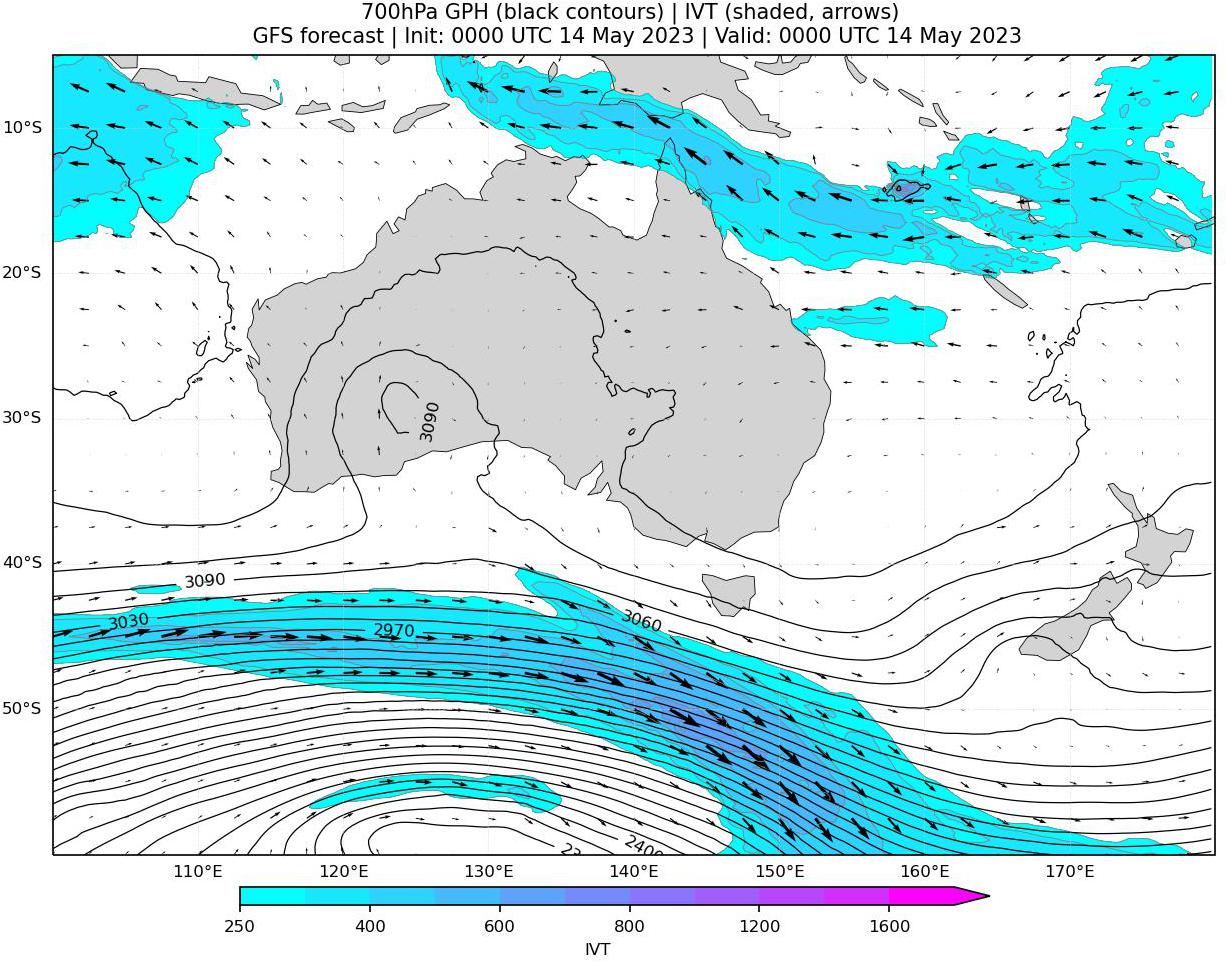 700hPa GPH (black contours) | IVT (shaded, arrows)
GFS forecast | Init: 0000 UTC 14 May 2023 | Valid: 0000 UTC 14 May 2023
10°S
20°S
3090
30°S
40°S
3090
3030
2970
3060
50°S
2400
110°E 120°E 130°E 140°E 150°E 160°E 170°E
250 400 600 800 1200 1600
IVT